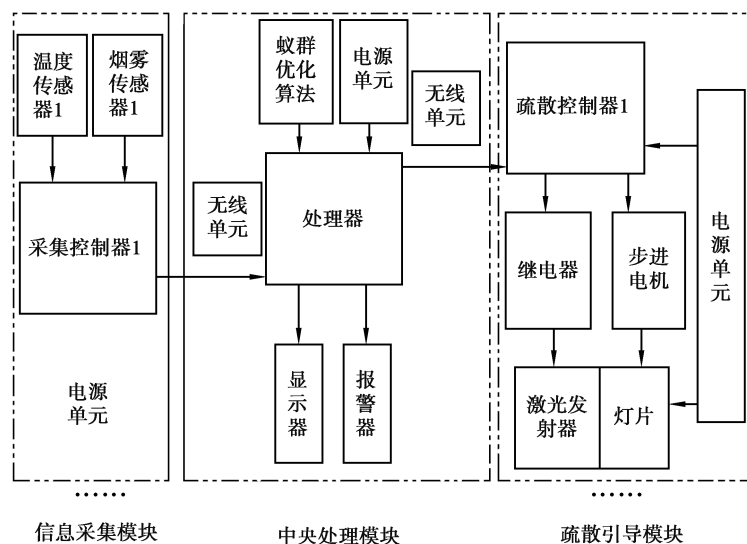 温度
传感
器1
烟雾
传感
器1
采集控制器1
电源
单元
信息采集模块
蚁群
优化
算法
电源
单元
无线
单元
无线
单元
处理器
显
示
器
报
警
器
中央处理模块
疏散控制器1
继电器
步进
电机
激光发
射器
灯片
电
源
单
元
疏散引导模块